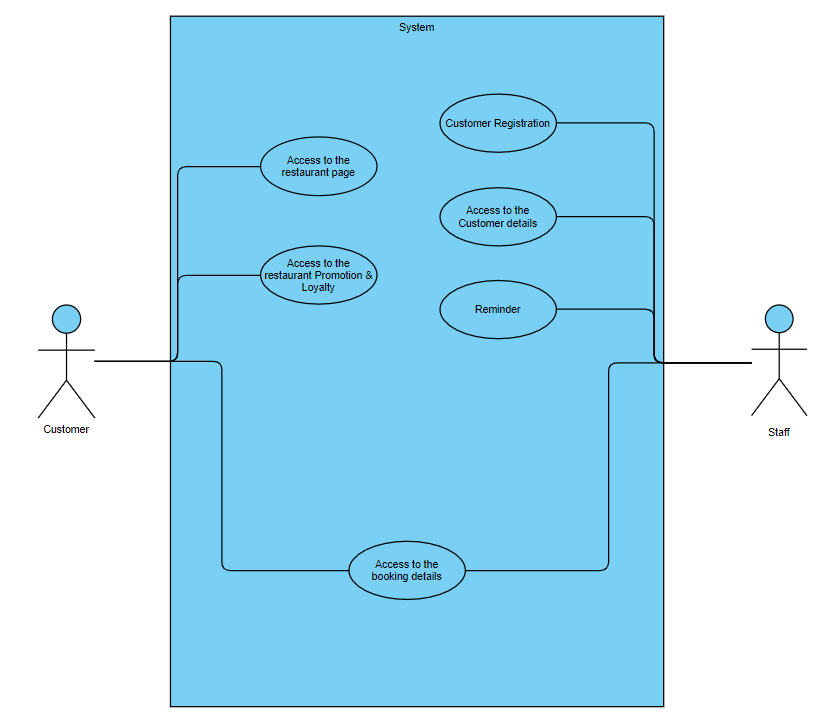 System
Customer Registration
Access to the
restaurant page
Access to the
Customer details
Access to the
restaurant Promotion &
Loyalty
Reminder
Customer
Staff
Access to the
booking details